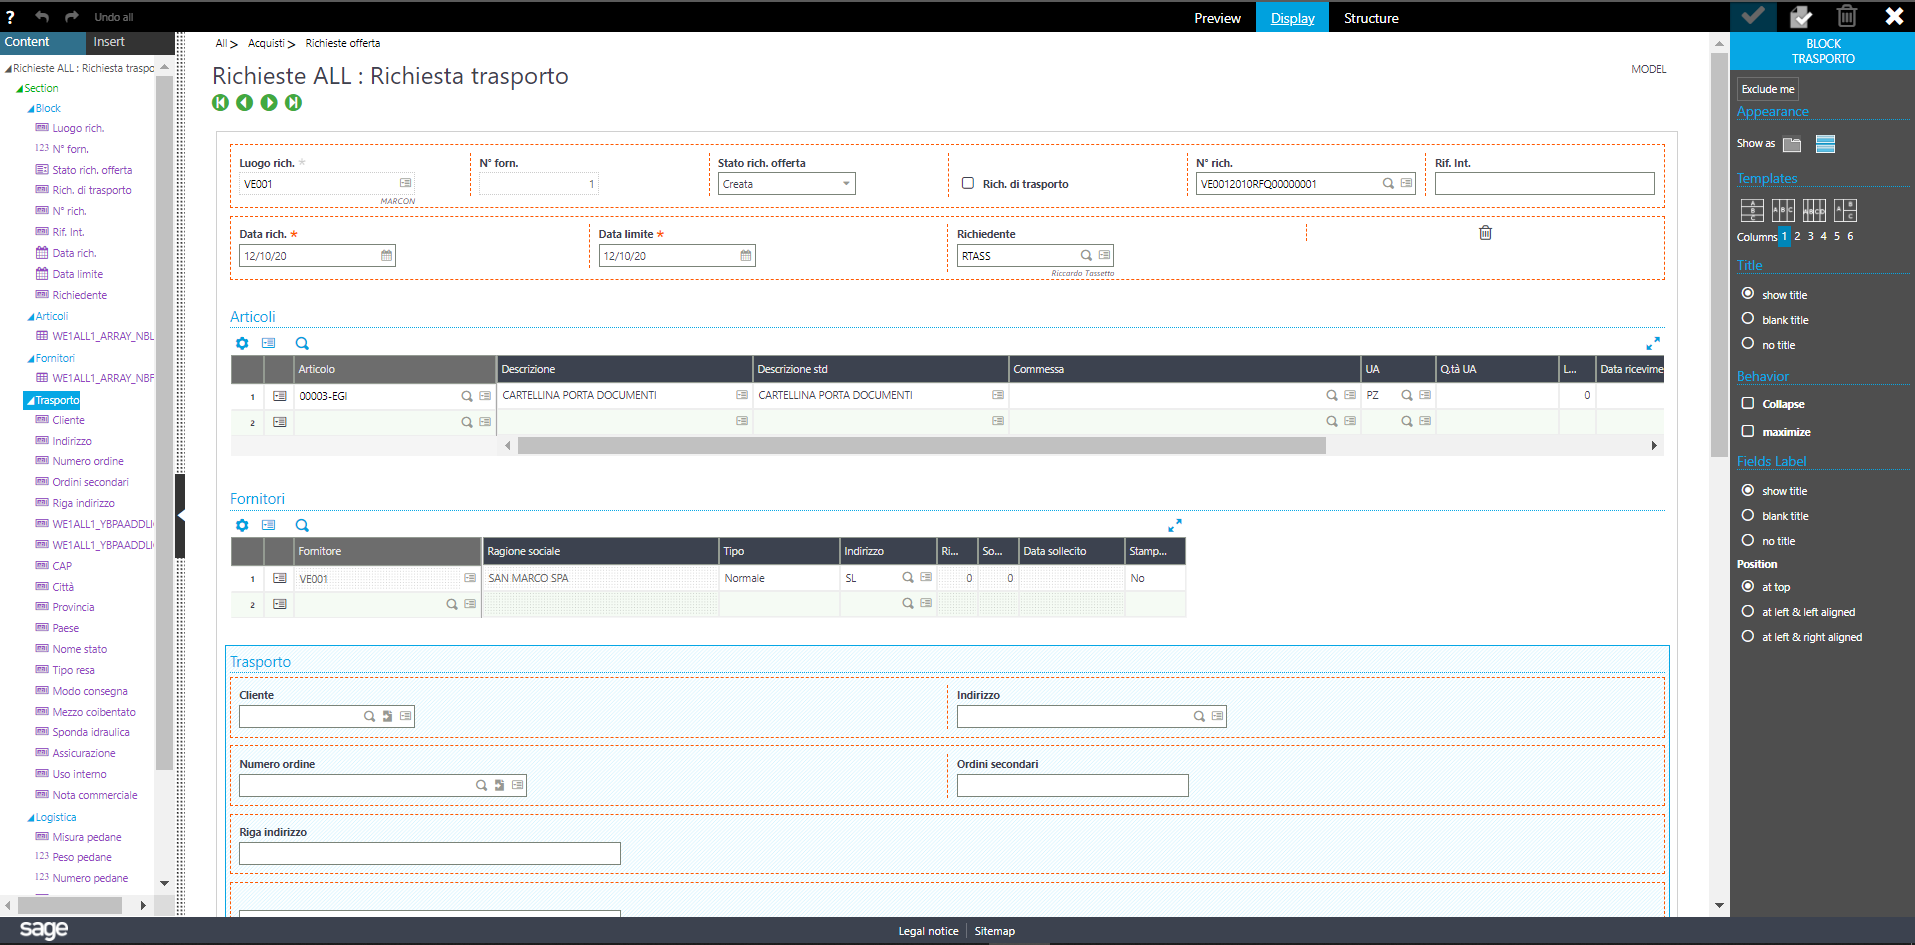 ? Undo all
Preview Display Structure
Content Insert
Richieste ALL : Richiesta traspo
Section
Block
Luogo rich.
123 N° forn.
Stato rich. offerta
Rich. di trasporto
N° rich.
Rif. Int.
Data rich.
Data limite
Richiedente
Articoli
WE1ALL1_ARRAY_NBL
Fornitori
WE1ALL1_ARRAY_NBF
Trasporto
Cliente
Indirizzo
Numero ordine
Ordini secondari
Riga indirizzo
WE1ALL1_YBPAADDLI
WE1ALL1_YBPAADDLI
CAP
Città
Provincia
Paese
Nome stato
Tipo resa
Modo consegna
Mezzo coibentato
Sponda idraulica
Assicurazione
Uso interno
Nota commerciale
Logistica
Misura pedane
123 Peso pedane
123 Numero pedane
All > Acquisti > Richieste offerta
Richieste ALL : Richiesta trasporto
MODEL
Luogo rich. * N° forn. Stato rich. offerta N° rich. Rif. Int.
VE001 1 Creata Rich. di trasporto VE0012010RFQ00000001
MARCON
Data rich. * Data limite * Richiedente
12/10/20 12/10/20 RTASS
Riccardo Tassetto
Articoli
Articolo Descrizione Descrizione std Commessa UA Q.tà UA L... Data ricevime
1 00003-EGI CARTELLINA PORTA DOCUMENTI CARTELLINA PORTA DOCUMENTI PZ 0
2
Fornitori
Fornitore Ragione sociale Tipo Indirizzo Ri... So... Data sollecito Stamp...
1 VE001 SAN MARCO SPA Normale SL 0 0 No
2
Trasporto
Cliente Indirizzo
Numero ordine Ordini secondari
Riga indirizzo
BLOCK
TRASPORTO
Exclude me
Appearance
Show as
Templates
A B C A B C A B C D A B C
Columns 1 2 3 4 5 6
Title
show title
blank title
no title
Behavior
Collapse
maximize
Fields Label
show title
blank title
no title
Position
at top
at left & left aligned
at left & right aligned
sage
Legal notice Sitemap